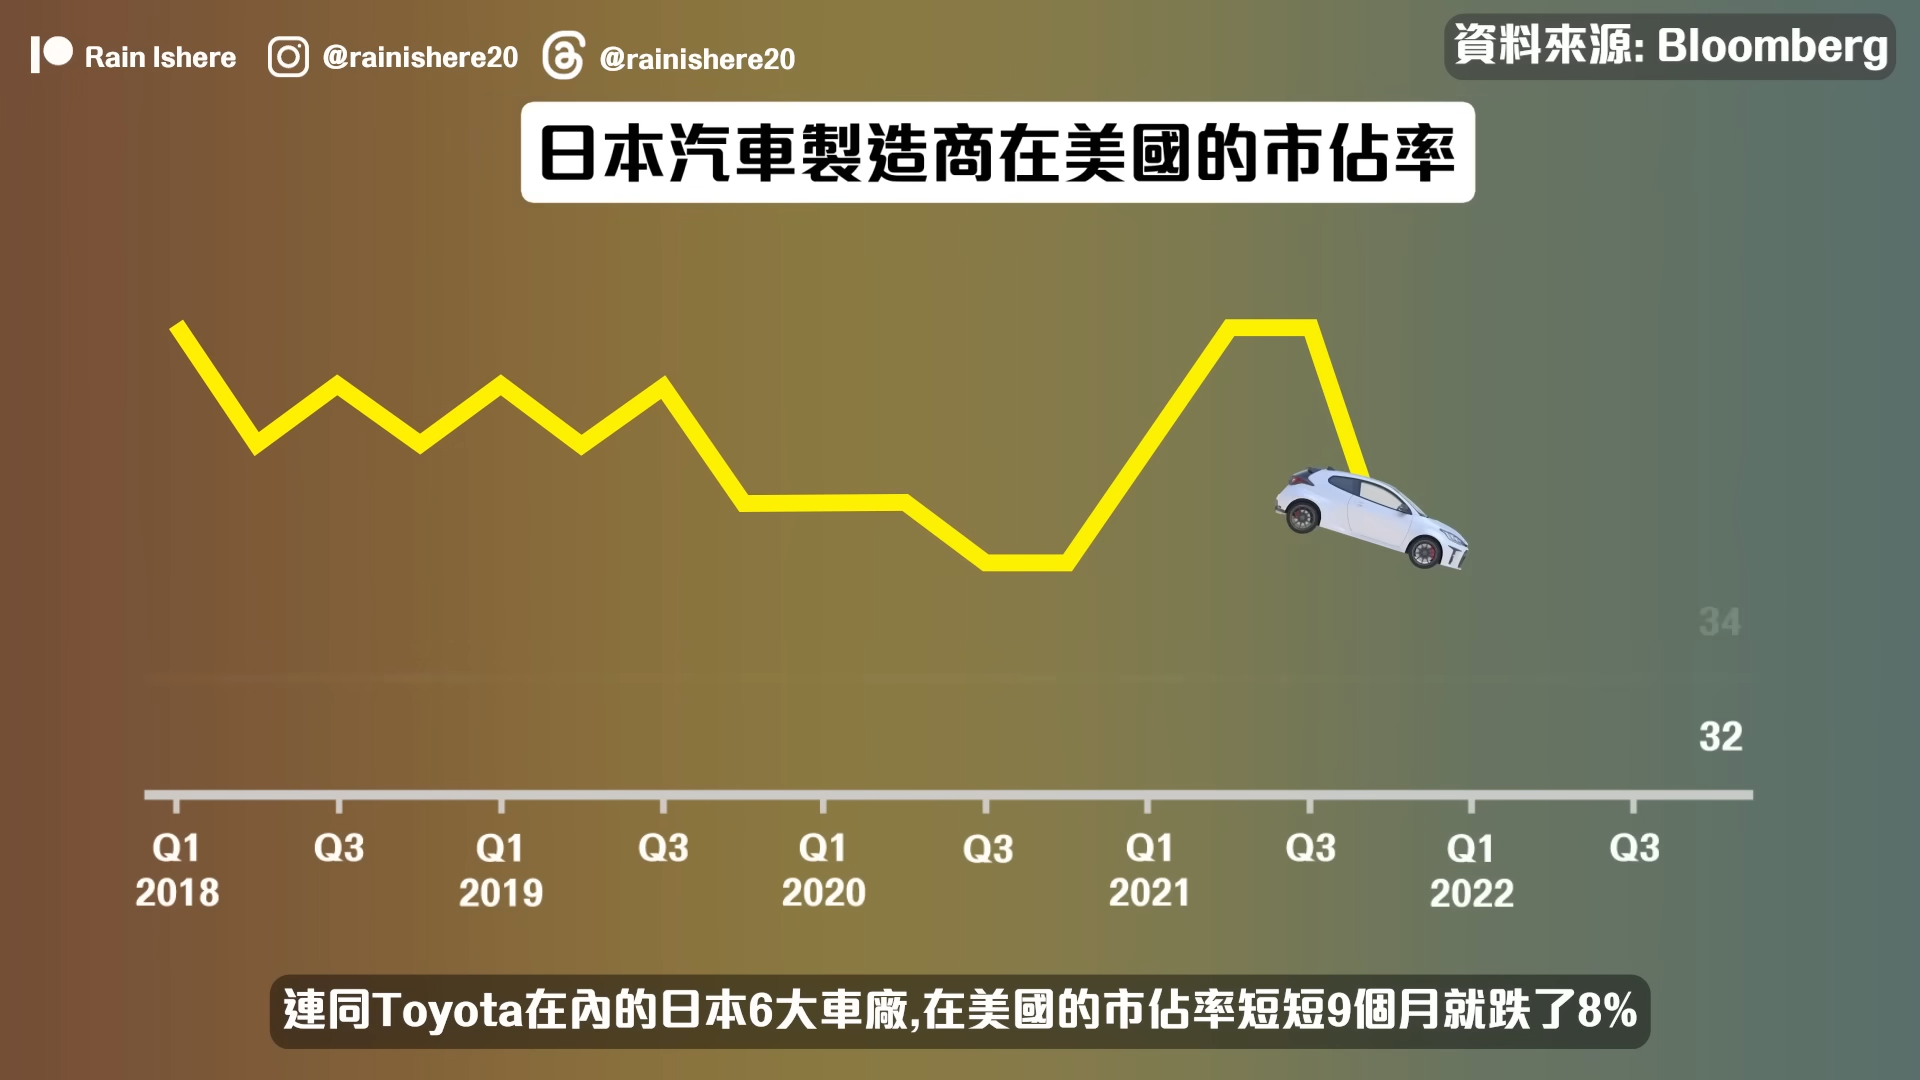 Rain Ishere @rainishere20 @rainishere20
資料來源: Bloomberg
日本汽車製造商在美國的市佔率
34
32
Q1 Q3 Q1 Q3 Q1 Q3 Q1 Q3 Q1 Q3
2018 2019 2020 2021 2022
連同Toyota在內的日本6大車廠,在美國的市佔率短短9個月就跌了8%